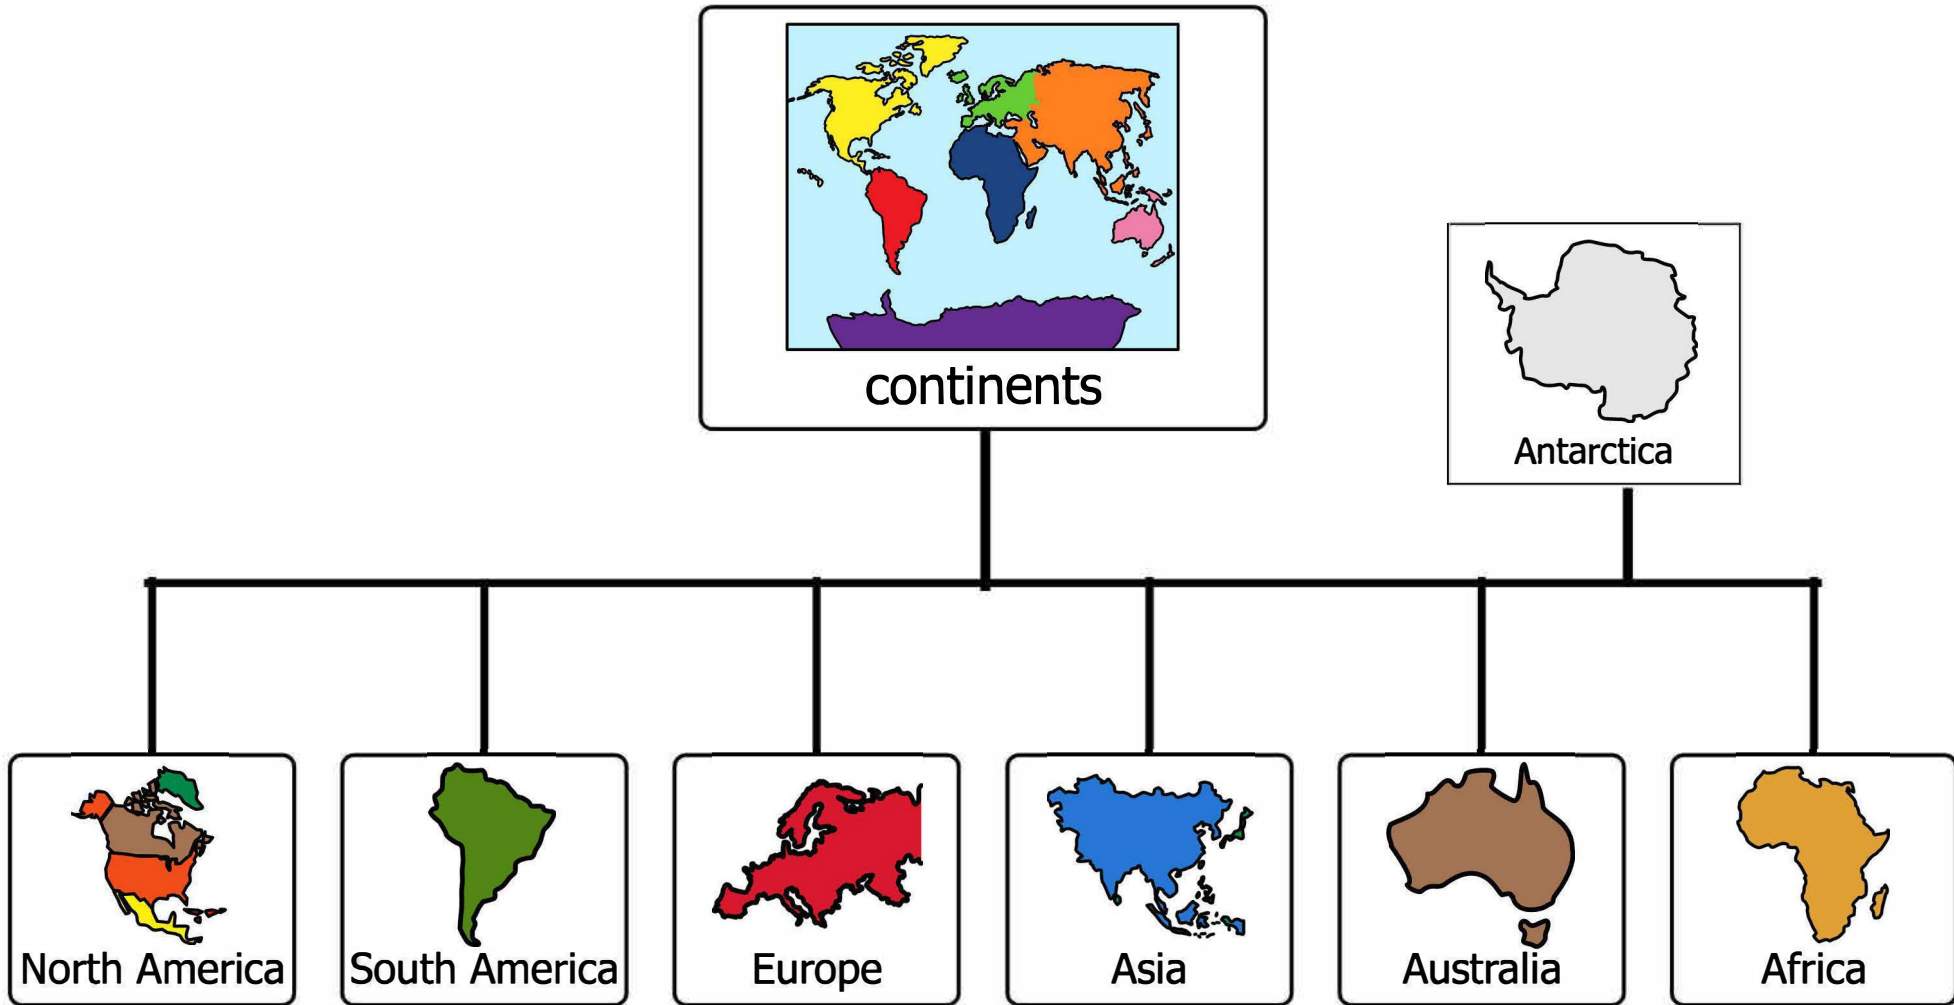 continents
Antarctica
North America
South America
Europe
Asia
Australia
Africa